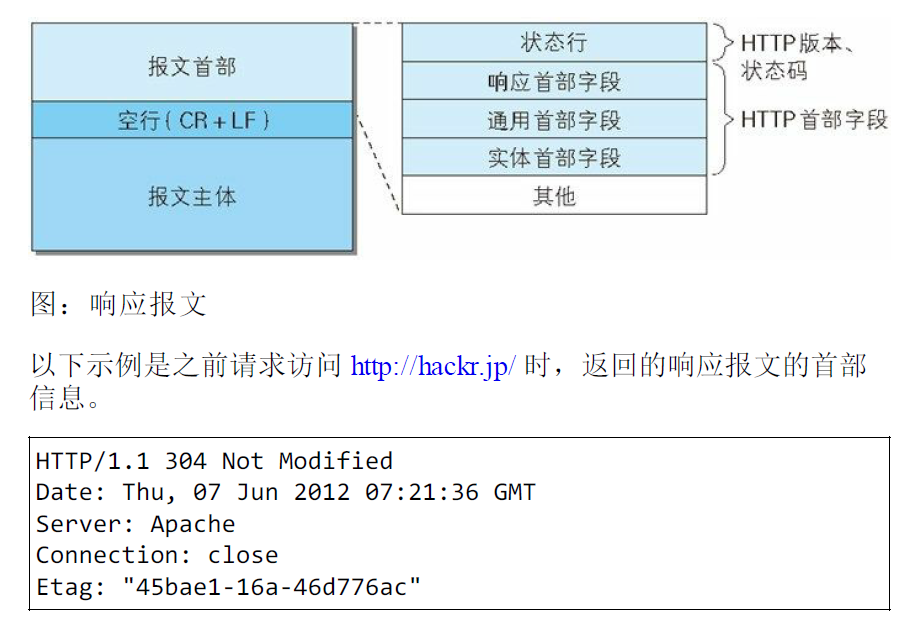 报文首部
空行（CR+LF）
报文主体
状态行
响应首部字段
通用首部字段
实体首部字段
其他
HTTP版本、
状态码
HTTP首部字段
图：响应报文
以下示例是之前请求访问 http://hackr.jp/ 时，返回的响应报文的首部
信息。
HTTP/1.1 304 Not Modified
Date: Thu, 07 Jun 2012 07:21:36 GMT
Server: Apache
Connection: close
Etag: "45bae1-16a-46d776ac"